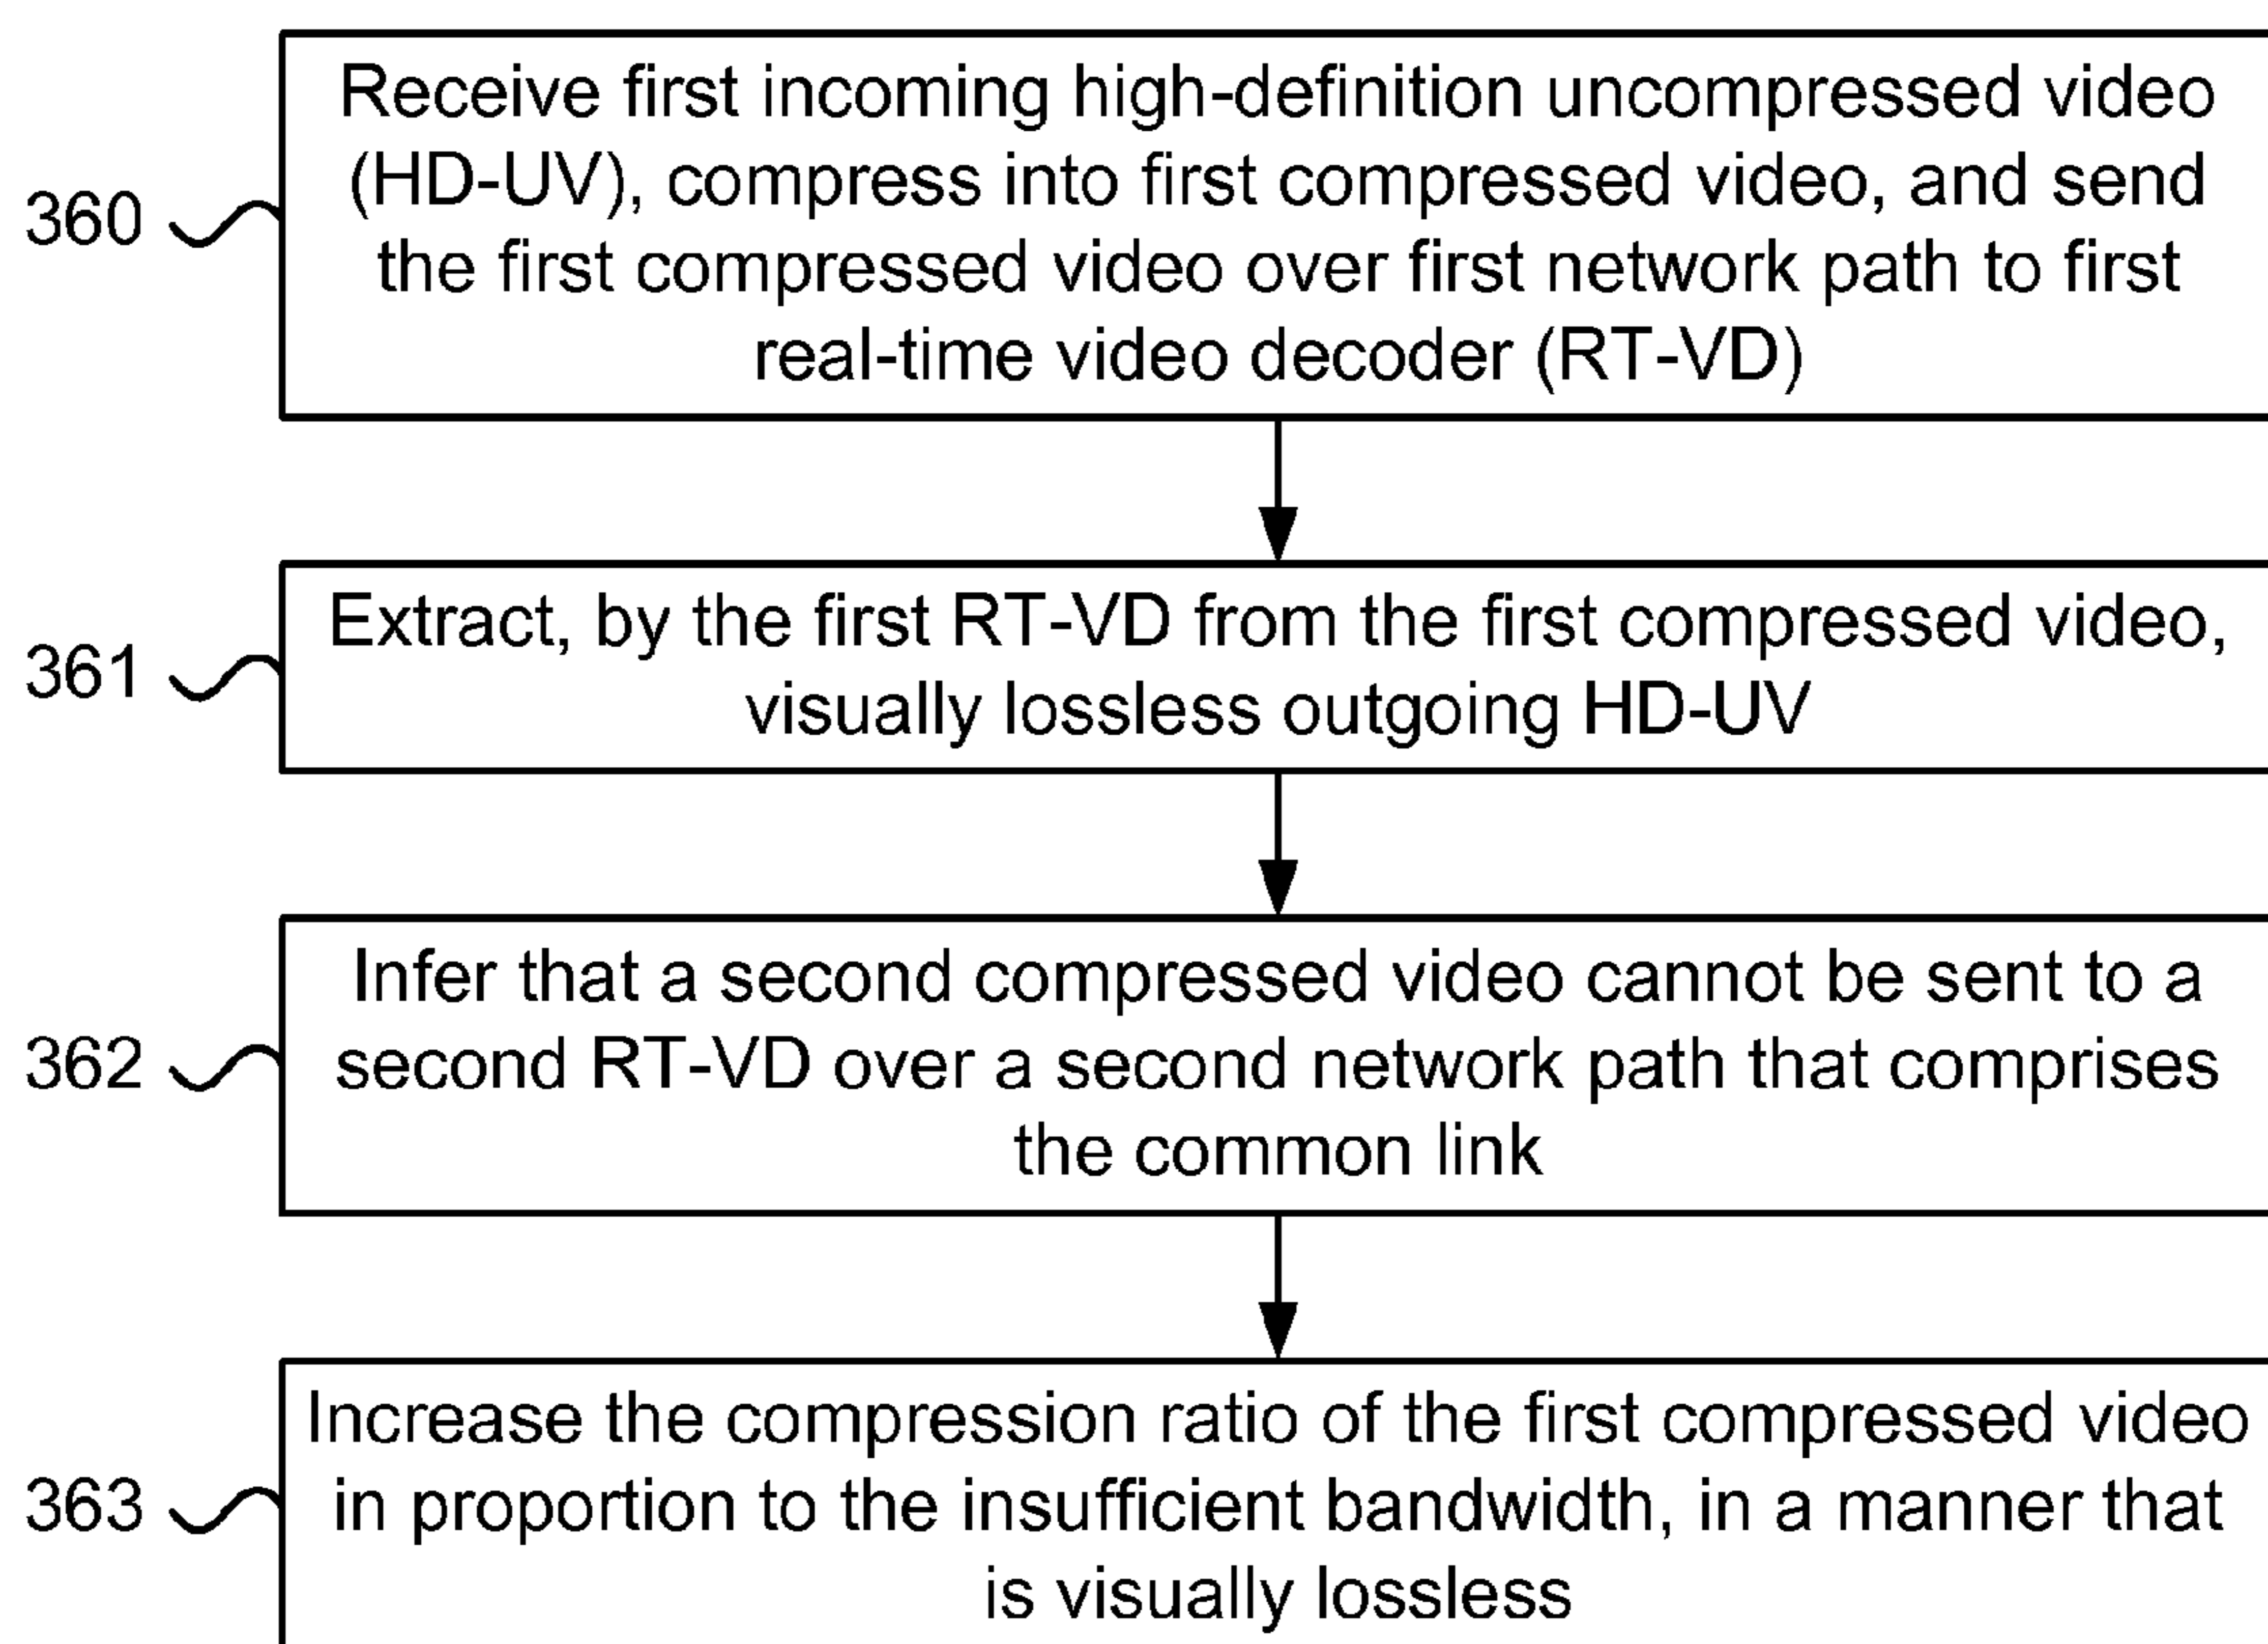 Receive first incoming high-definition uncompressed video
(HD-UV), compress into first compressed video, and send
the first compressed video over first network path to first
real-time video decoder (RT-VD)
360
Extract, by the first RT-VD from the first compressed video,
visually lossless outgoing HD-UV
361
Infer that a second compressed video cannot be sent to a
second RT-VD over a second network path that comprises
the common link
362
Increase the compression ratio of the first compressed video
in proportion to the insufficient bandwidth, in a manner that
is visually lossless
363